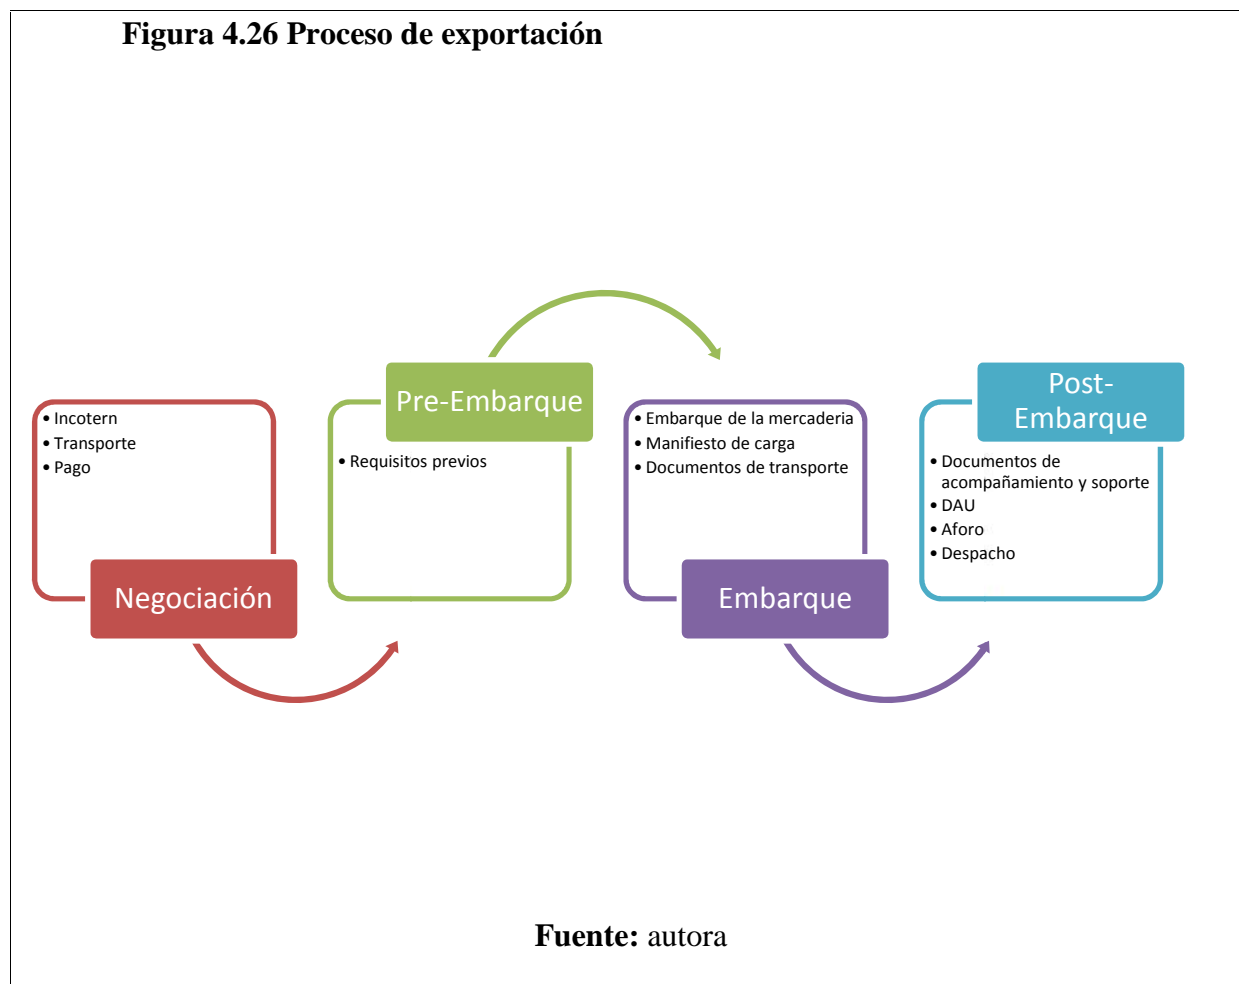 Figura 4.26 Proceso de exportación
• Incotern
• Transporte
• Pago
Negociación
Pre-Embarque
• Requisitos previos
• Embarque de la mercaderia
• Manifiesto de carga
• Documentos de transporte
Embarque
Post-
Embarque
• Documentos de
acompañamiento y soporte
• DAU
• Aforo
• Despacho
Fuente: autora